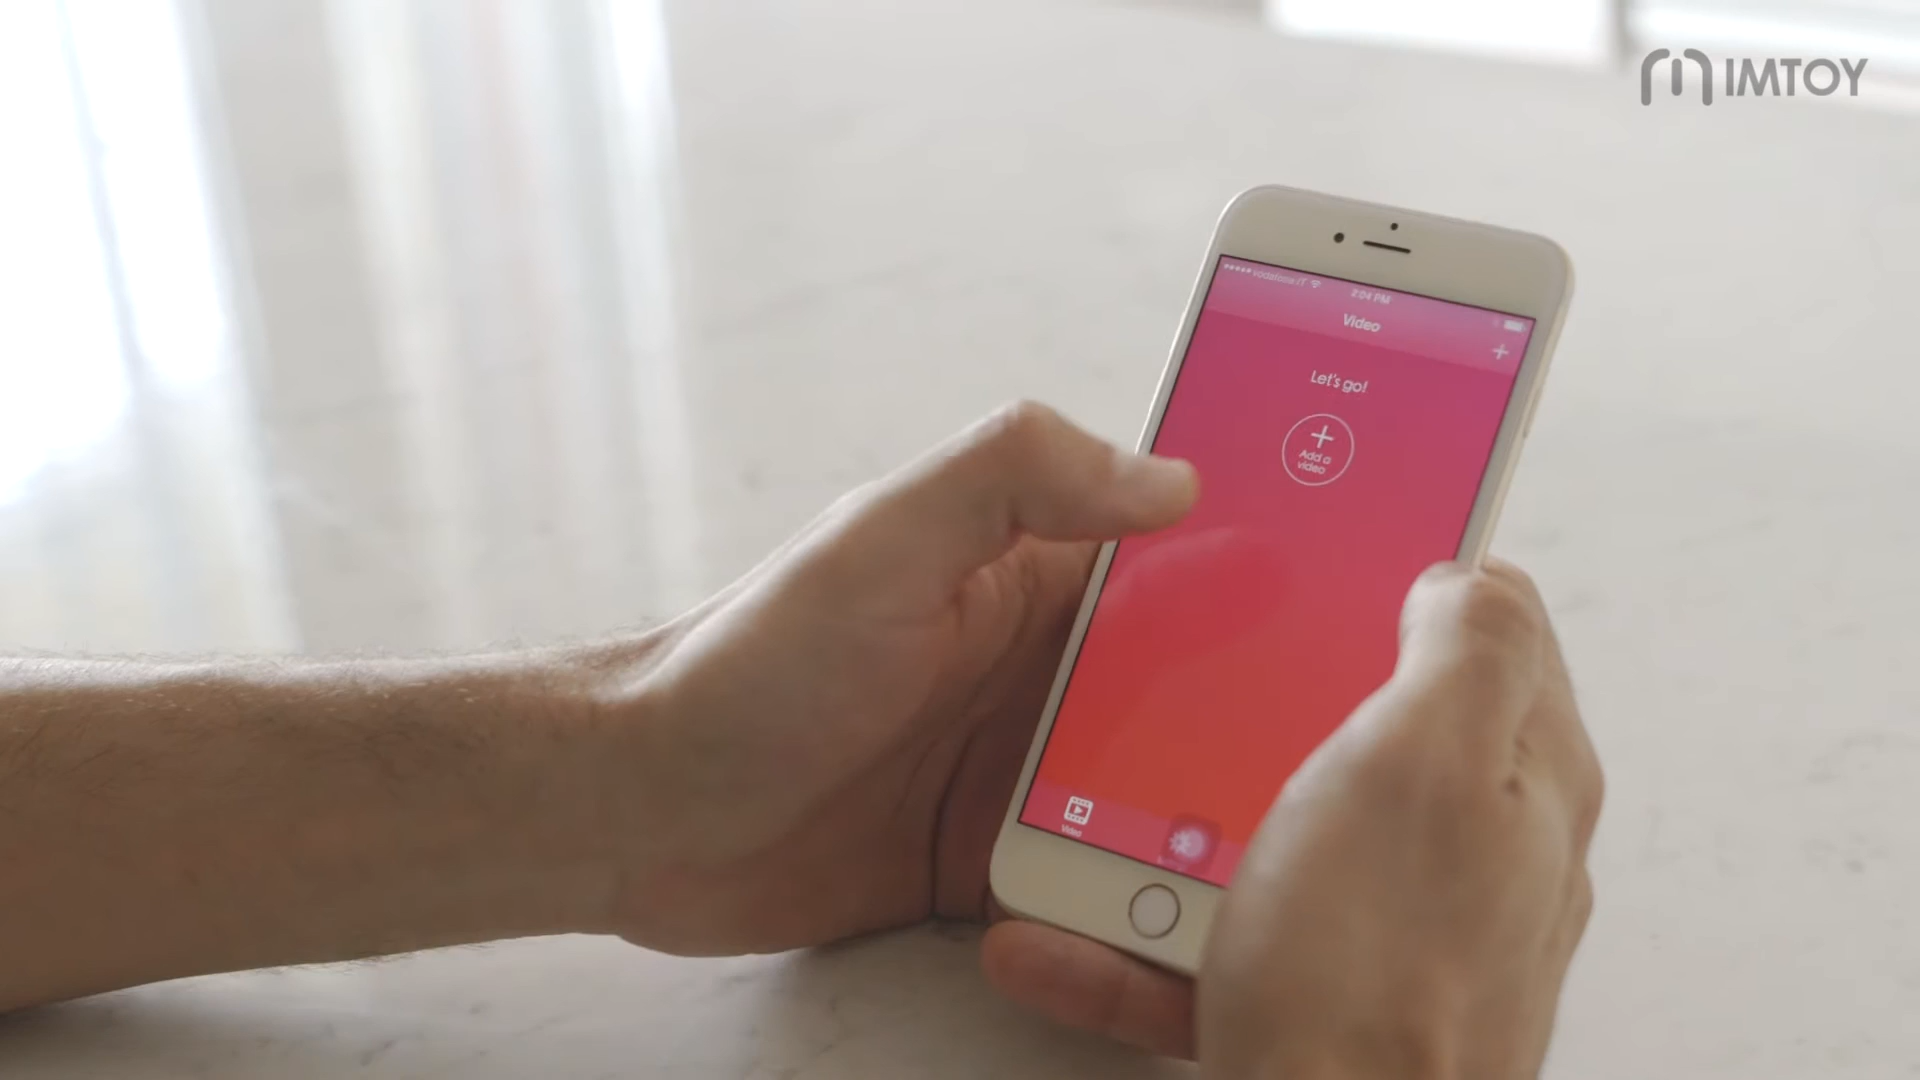 IMTOY
vodafone IT
2:04 PM
Video
+
Let's go!
+
Add a
video
Video